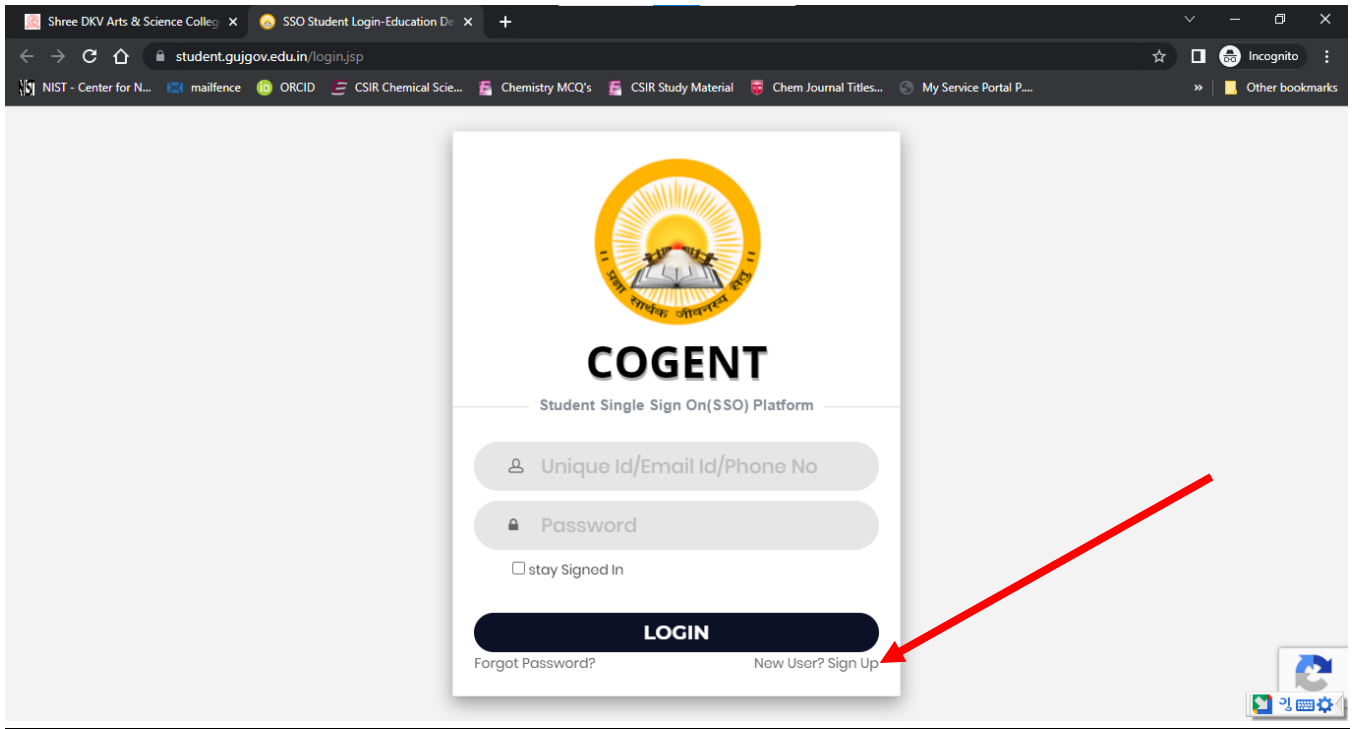 Shree DKV Arts & Science Colleg
SSO Student Login-Education De
student.gujgov.edu.in/login.jsp
Incognito
NIST - Center for N...
mailfence
ORCID
CSIR Chemical Scie...
Chemistry MCQ's
CSIR Study Material
Chem Journal Titles...
My Service Portal P....
»
Other bookmarks
॥ प्रज्ञा सार्थक जीवनस्य सेतु ॥
COGENT
Student Single Sign On(SSO) Platform
Unique Id/Email Id/Phone No
Password
stay Signed In
LOGIN
Forgot Password?
New User? Sign Up